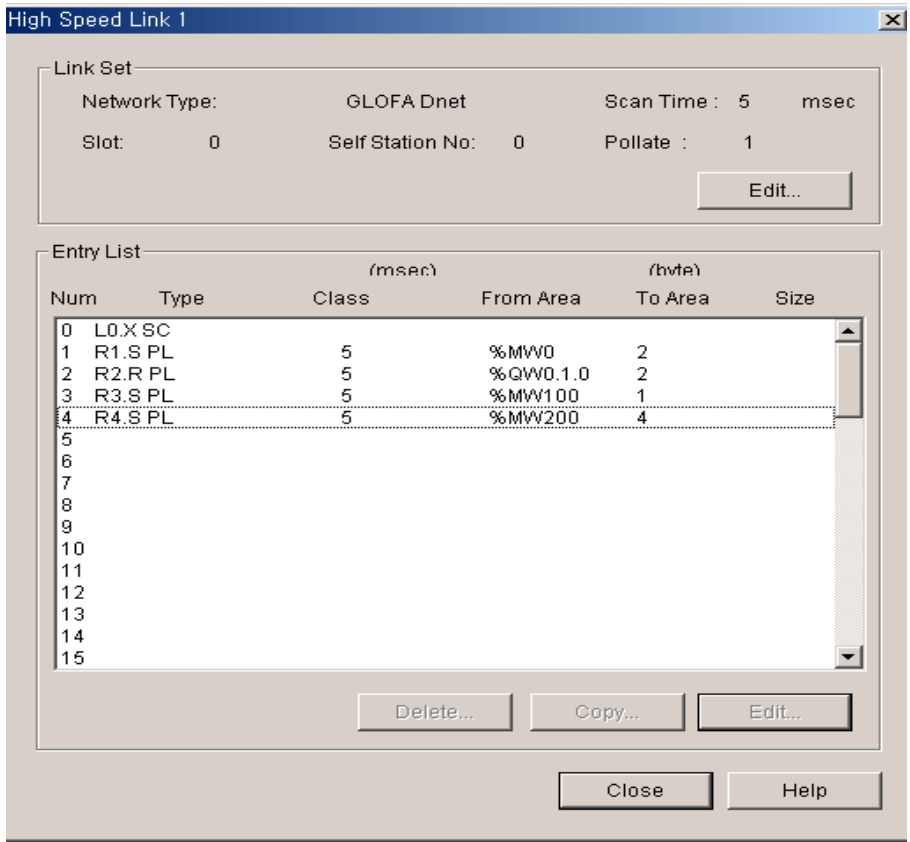 High Speed Link 1
Link Set
Network Type: GLOFA Dnet Scan Time : 5 msec
Slot: 0 Self Station No: 0 Pollate : 1
Edit...
Entry List
(msec) (byte)
Num Type Class From Area To Area Size
0 L0.X SC
1 R1.S PL 5 %MW0 2
2 R2.R PL 5 %QW0.1.0 2
3 R3.S PL 5 %MW100 1
4 R4.S PL 5 %MW200 4
5
6
7
8
9
10
11
12
13
14
15
Delete... Copy... Edit...
Close Help